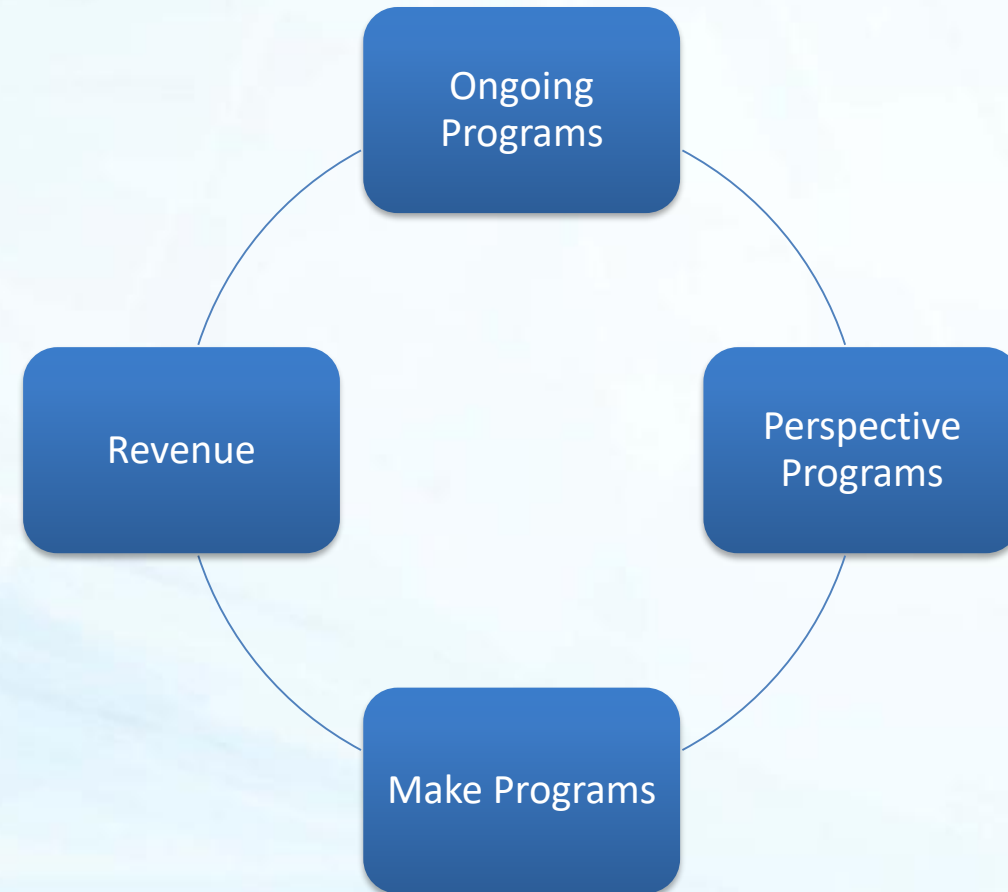 Ongoing
Programs
Perspective
Programs
Revenue
Make Programs